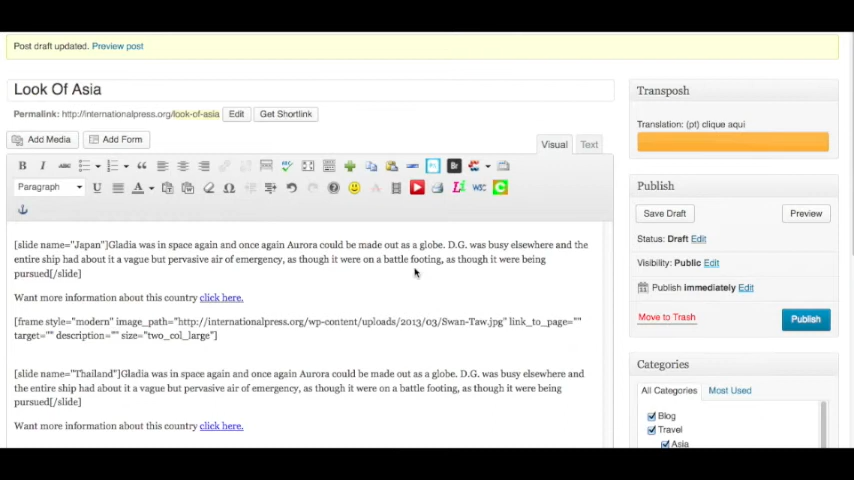 Post draft updated. Preview post
Look Of Asia
Permalink: http://internationalpress.org/look-of-asia Edit Get Shortlink
Add Media Add Form
Visual Text
B I ABC
Br
Paragraph U A Ω
W3C C
[slide name="Japan"]Gladia was in space again and once again Aurora could be made out as a globe. D.G. was busy elsewhere and the
entire ship had about it a vague but pervasive air of emergency, as though it were on a battle footing, as though it were being
pursued[/slide]
Want more information about this country click here.
[frame style="modern" image_path="http://internationalpress.org/wp-content/uploads/2013/03/Swan-Taw.jpg" link_to_page=""
target="" description="" size="two_col_large"]
[slide name="Thailand"]Gladia was in space again and once again Aurora could be made out as a globe. D.G. was busy elsewhere and
the entire ship had about it a vague but pervasive air of emergency, as though it were on a battle footing, as though it were being
pursued[/slide]
Want more information about this country click here.
Transposh
Translation: (pt) clique aqui
Publish
Save Draft Preview
Status: Draft Edit
Visibility: Public Edit
Publish immediately Edit
Move to Trash Publish
Categories
All Categories Most Used
Blog
Travel
Asia